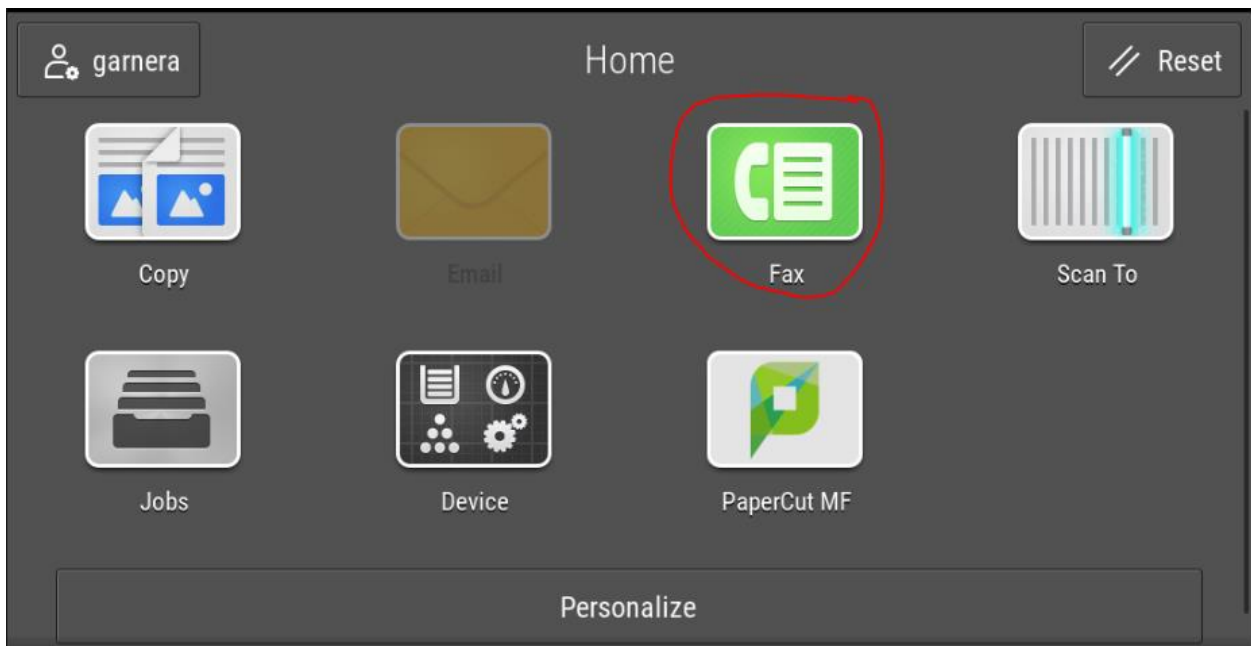 garnera
Home
Reset
Copy
Email
Fax
Scan To
Jobs
Device
PaperCut MF
Personalize